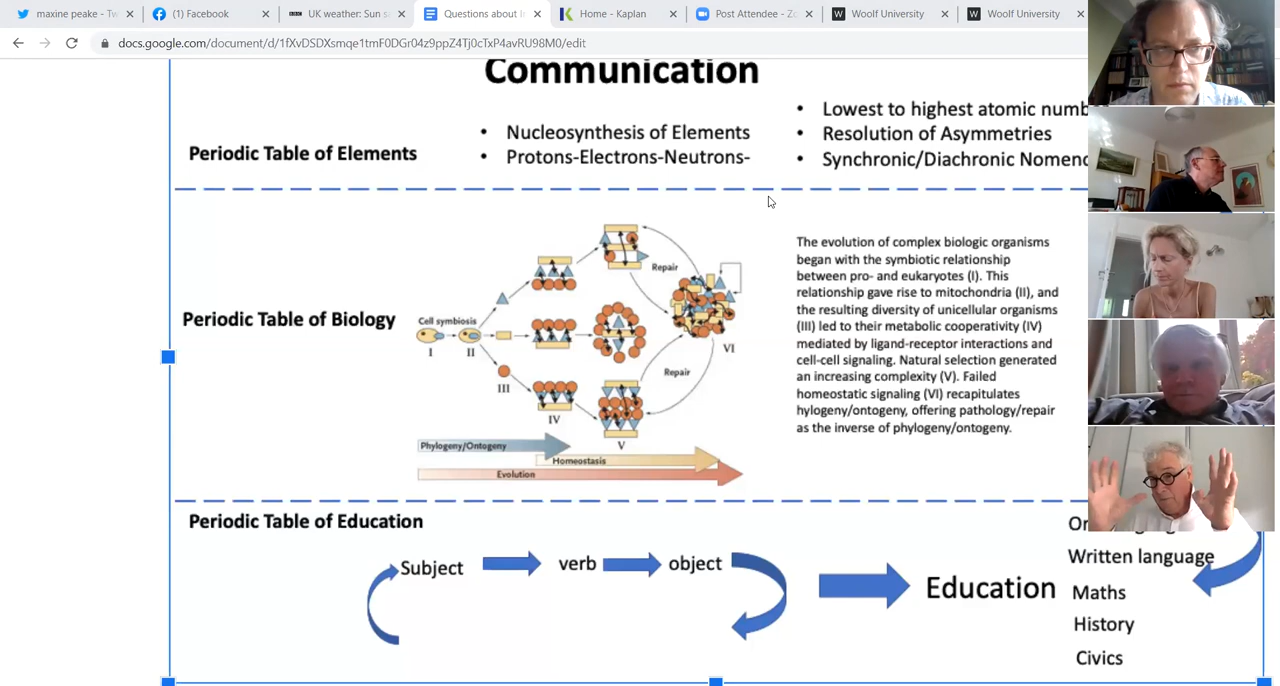 maxine peake - Tw
(1) Facebook
UK weather: Sun s
Questions about I
Home - Kaplan
Post Attendee - Zo
Woolf University
Woolf University
docs.google.com/document/d/1fXvDSDXsmqe1tmF0DGr04z9ppZ4Tj0cTxP4avRU98M0/edit
Communication
Periodic Table of Elements
• Nucleosynthesis of Elements
• Protons-Electrons-Neutrons-
• Lowest to highest atomic numb
• Resolution of Asymmetries
• Synchronic/Diachronic Nomenc
Periodic Table of Biology
Cell symbiosis
I
II
III
IV
V
VI
Repair
Repair
Phylogeny/Ontogeny
Homeostasis
Evolution
The evolution of complex biologic organisms
began with the symbiotic relationship
between pro- and eukaryotes (I). This
relationship gave rise to mitochondria (II), and
the resulting diversity of unicellular organisms
(III) led to their metabolic cooperativity (IV)
mediated by ligand-receptor interactions and
cell-cell signaling. Natural selection generated
an increasing complexity (V). Failed
homeostatic signaling (VI) recapitulates
hylogeny/ontogeny, offering pathology/repair
as the inverse of phylogeny/ontogeny.
Periodic Table of Education
Subject
verb
object
Education
Written language
Maths
History
Civics